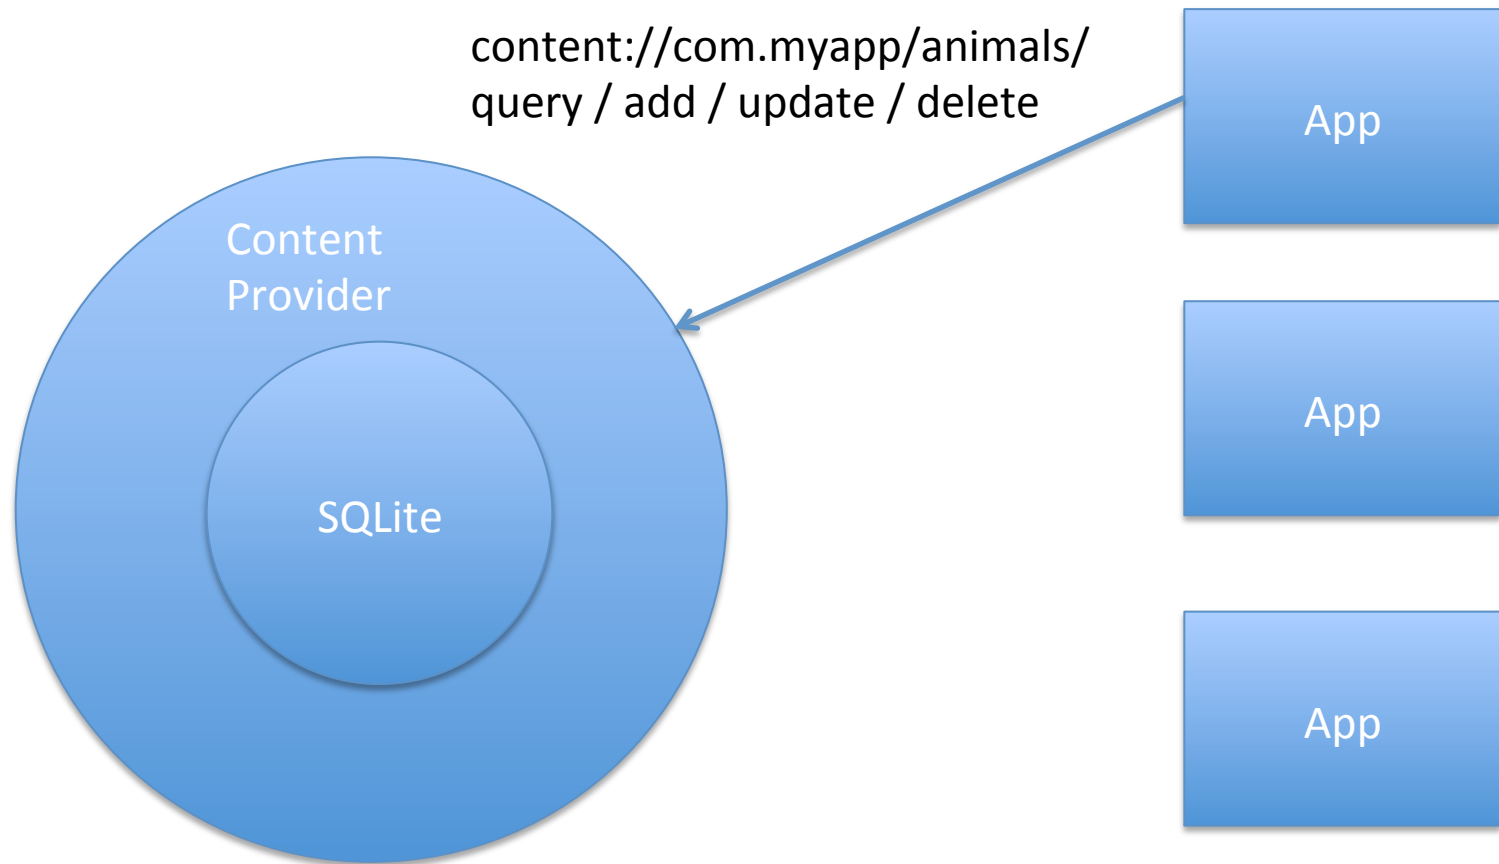 content://com.myapp/animals/
query / add / update / delete
App
Content
Provider
App
SQLite
App